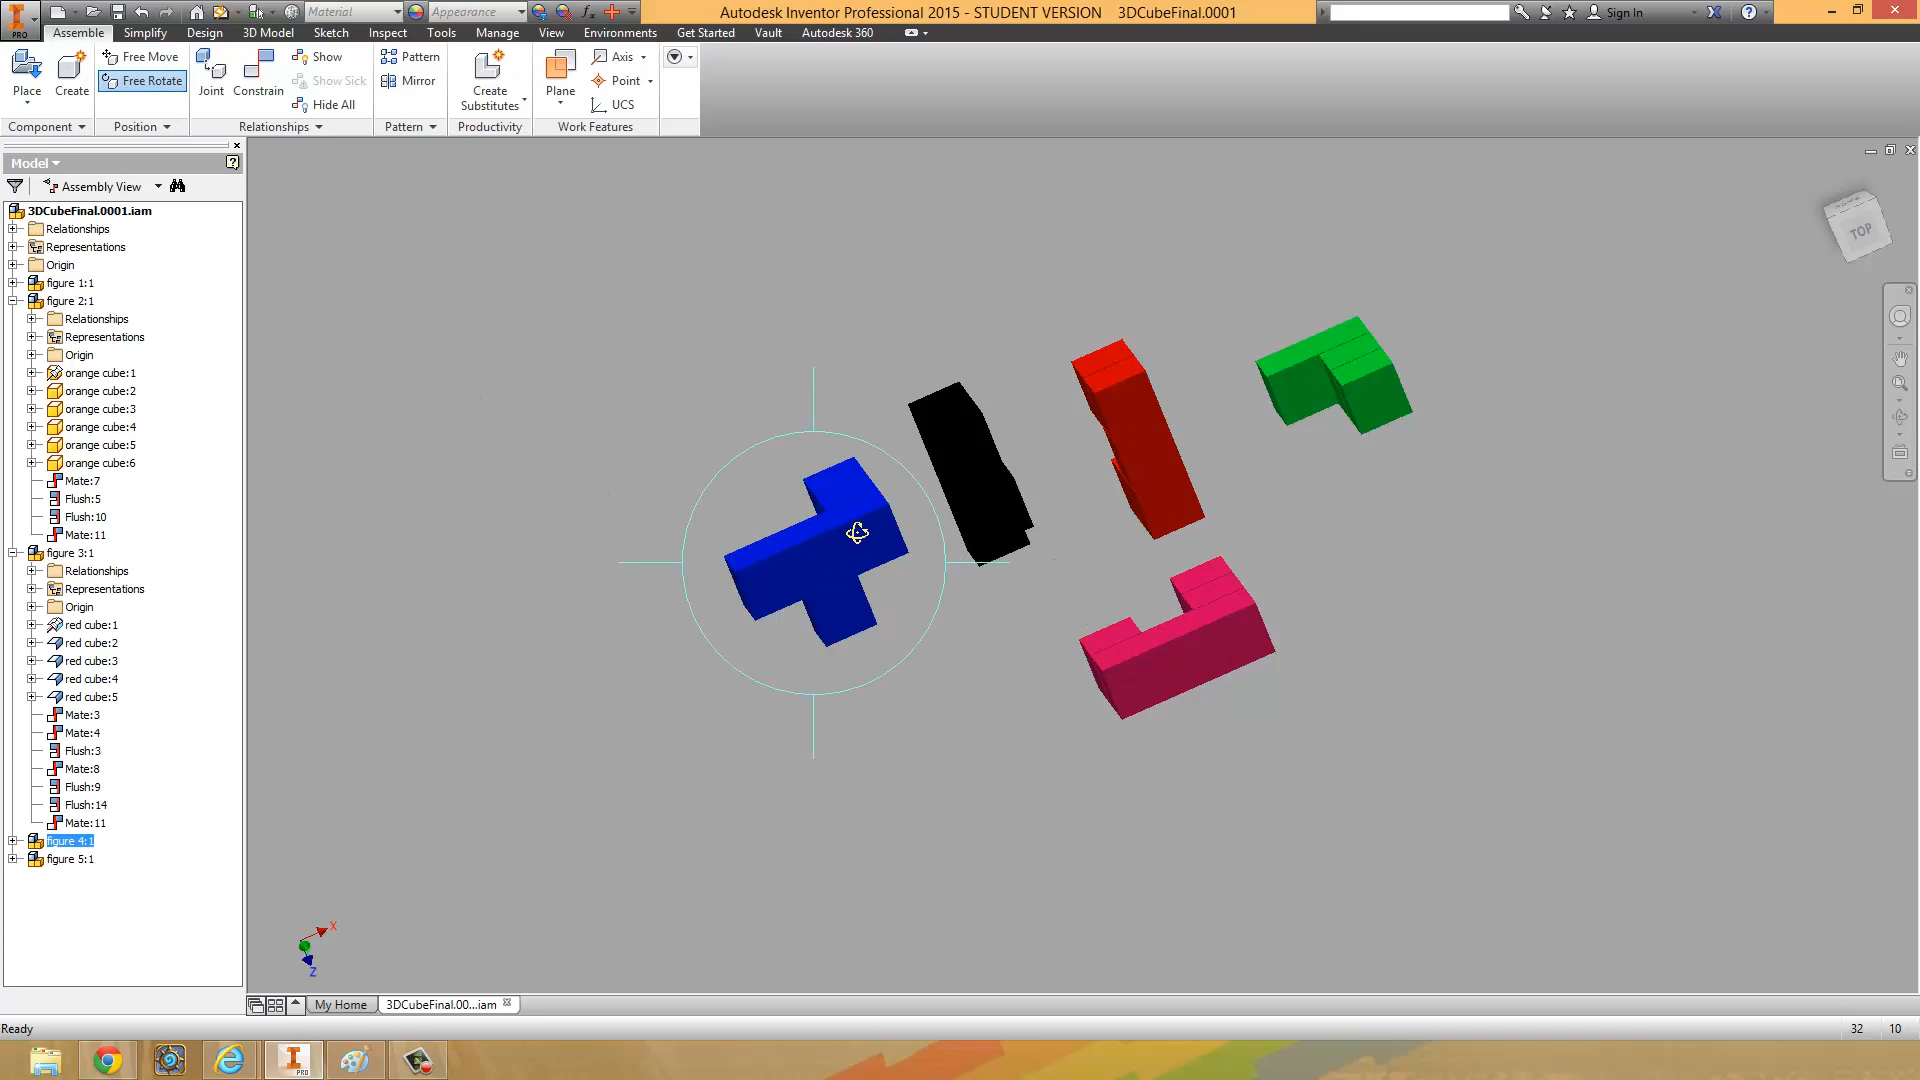 Material
Appearance
Autodesk Inventor Professional 2015 - STUDENT VERSION 3DCubeFinal.0001
Sign In
PRO
Assemble Simplify Design 3D Model Sketch Inspect Tools Manage View Environments Get Started Vault Autodesk 360
Place
Create
Free Move
Free Rotate
Joint
Constrain
Show
Show Sick
Hide All
Pattern
Mirror
Create
Substitutes
Plane
Axis
Point
UCS
Component
Position
Relationships
Pattern
Productivity
Work Features
Model
Assembly View
3DCubeFinal.0001.iam
Relationships
Representations
Origin
figure 1:1
figure 2:1
Relationships
Representations
Origin
orange cube:1
orange cube:2
orange cube:3
orange cube:4
orange cube:5
orange cube:6
Mate:7
Flush:5
Flush:10
Mate:11
figure 3:1
Relationships
Representations
Origin
red cube:1
red cube:2
red cube:3
red cube:4
red cube:5
Mate:3
Mate:4
Flush:3
Mate:8
Flush:9
Flush:14
Mate:11
figure 4:1
figure 5:1
TOP
X
Z
My Home
3DCubeFinal.00...iam
Ready
32 10
PRO